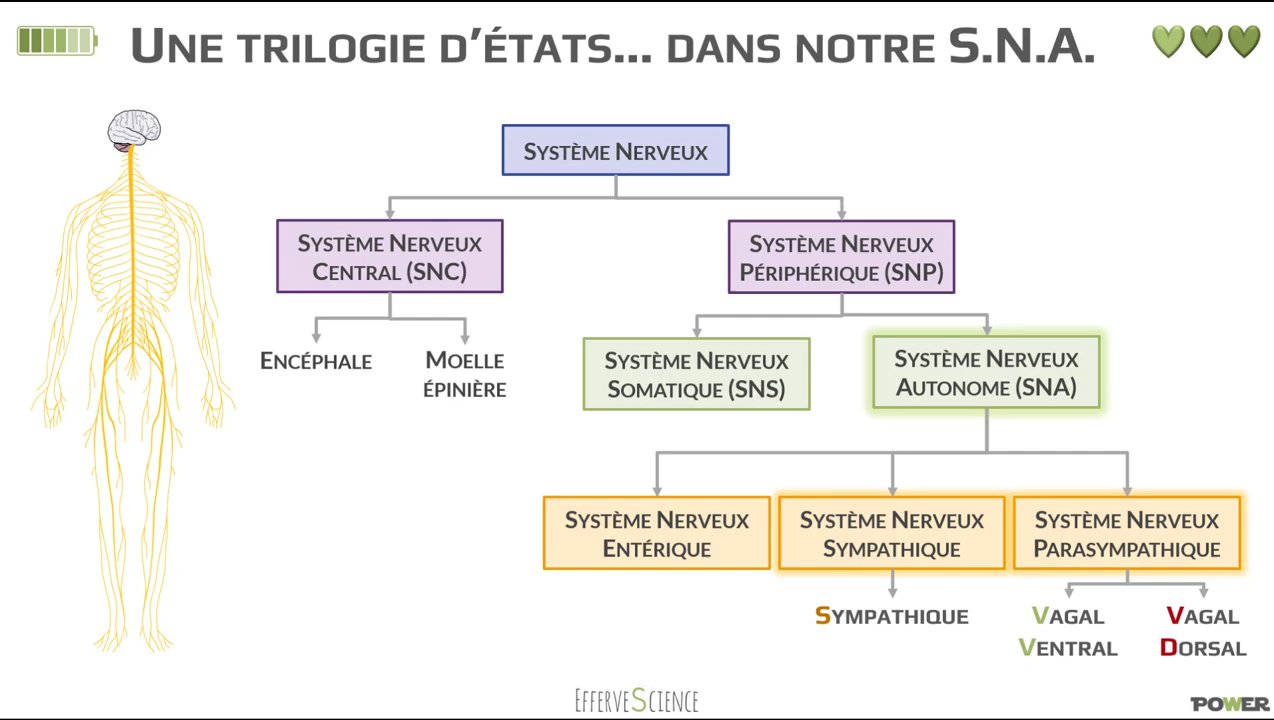 UNE TRILOGIE D'ÉTATS... DANS NOTRE S.N.A.
SYSTÈME NERVEUX
SYSTÈME NERVEUX
CENTRAL (SNC)
SYSTÈME NERVEUX
PÉRIPHÉRIQUE (SNP)
ENCÉPHALE
MOELLE
ÉPINIÈRE
SYSTÈME NERVEUX
SOMATIQUE (SNS)
SYSTÈME NERVEUX
AUTONOME (SNA)
SYSTÈME NERVEUX
ENTÉRIQUE
SYSTÈME NERVEUX
SYMPATHIQUE
SYSTÈME NERVEUX
PARASYMPATHIQUE
SYMPATHIQUE
VAGAL
VENTRAL
VAGAL
DORSAL
EFFERVESCIENCE
POWER